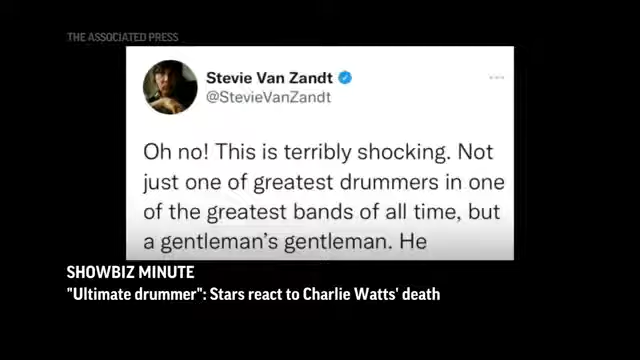 THE ASSOCIATED PRESS
Stevie Van Zandt
@StevieVanZandt
Oh no! This is terribly shocking. Not
just one of greatest drummers in one
of the greatest bands of all time, but
a gentleman's gentleman. He
SHOWBIZ MINUTE
"Ultimate drummer": Stars react to Charlie Watts' death